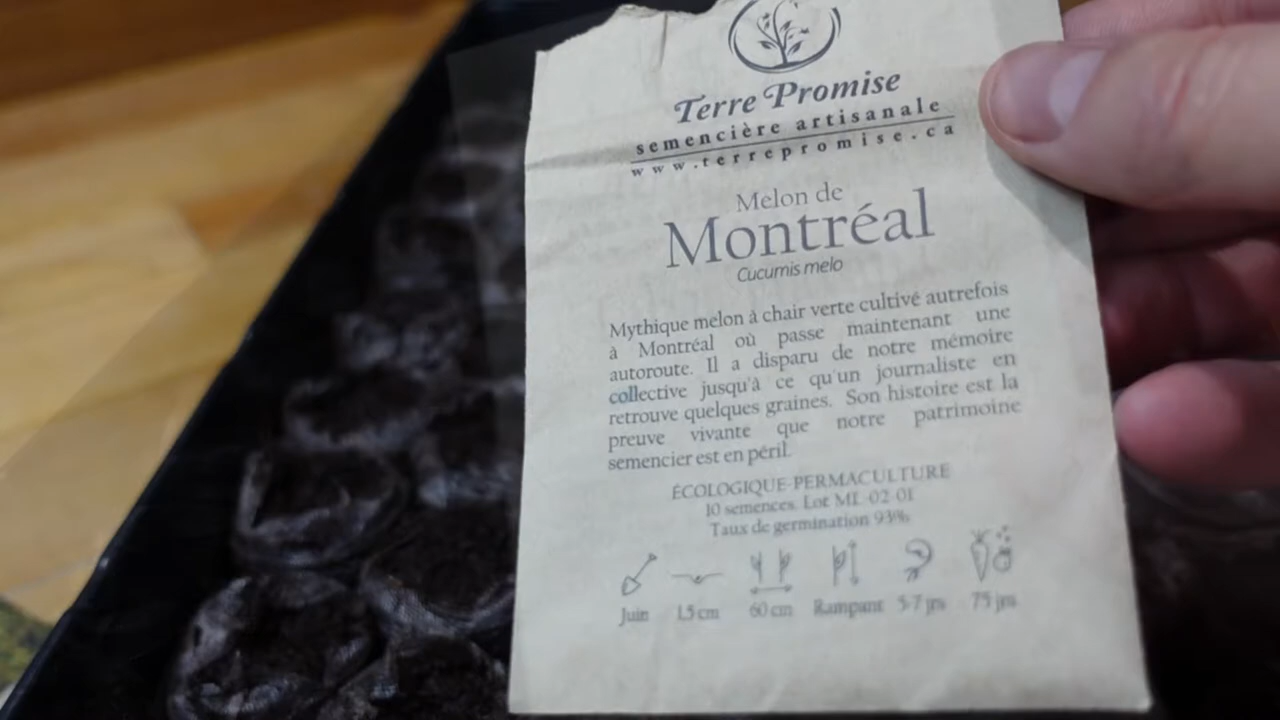 Terre Promise
semencière artisanale
www.terrepromise.ca
Melon de
Montréal
Cucumis melo
Mythique melon à chair verte cultivé autrefois
à Montréal où passe maintenant une
autoroute. Il a disparu de notre mémoire
collective jusqu'à ce qu'un journaliste en
retrouve quelques graines. Son histoire est la
preuve vivante que notre patrimoine
semencier est en péril.
ÉCOLOGIQUE-PERMACULTURE
10 semences. Lot ML-02-01
Taux de germination 93%
Juin 1.5 cm 60 cm Rampant 5-7 jrs 75 jrs